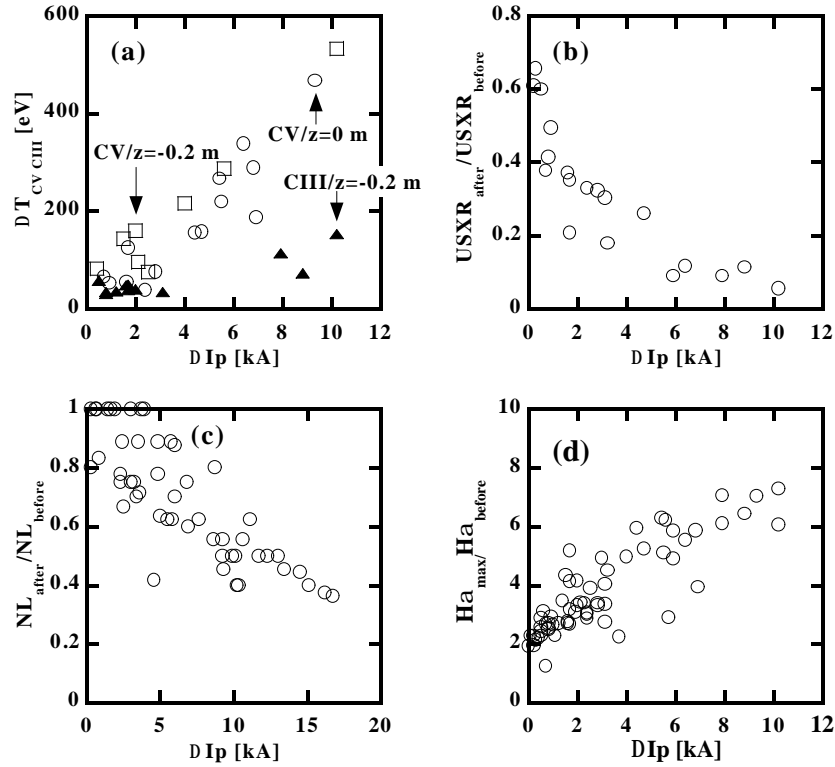 600
400
200
0
0 2 4 6 8 10 12
(a)
CV/z=0 m
CV/z=-0.2 m
CIII/z=-0.2 m
DT CV CIII [eV]
DIp [kA]
0.8
0.6
0.4
0.2
0
0 2 4 6 8 10 12
(b)
USXR after /USXR before
DIp [kA]
1
0.8
0.6
0.4
0.2
0
0 5 10 15 20
(c)
NL after /NL before
DIp [kA]
10
8
6
4
2
0
0 2 4 6 8 10 12
(d)
Ha max/ Ha before
DIp [kA]